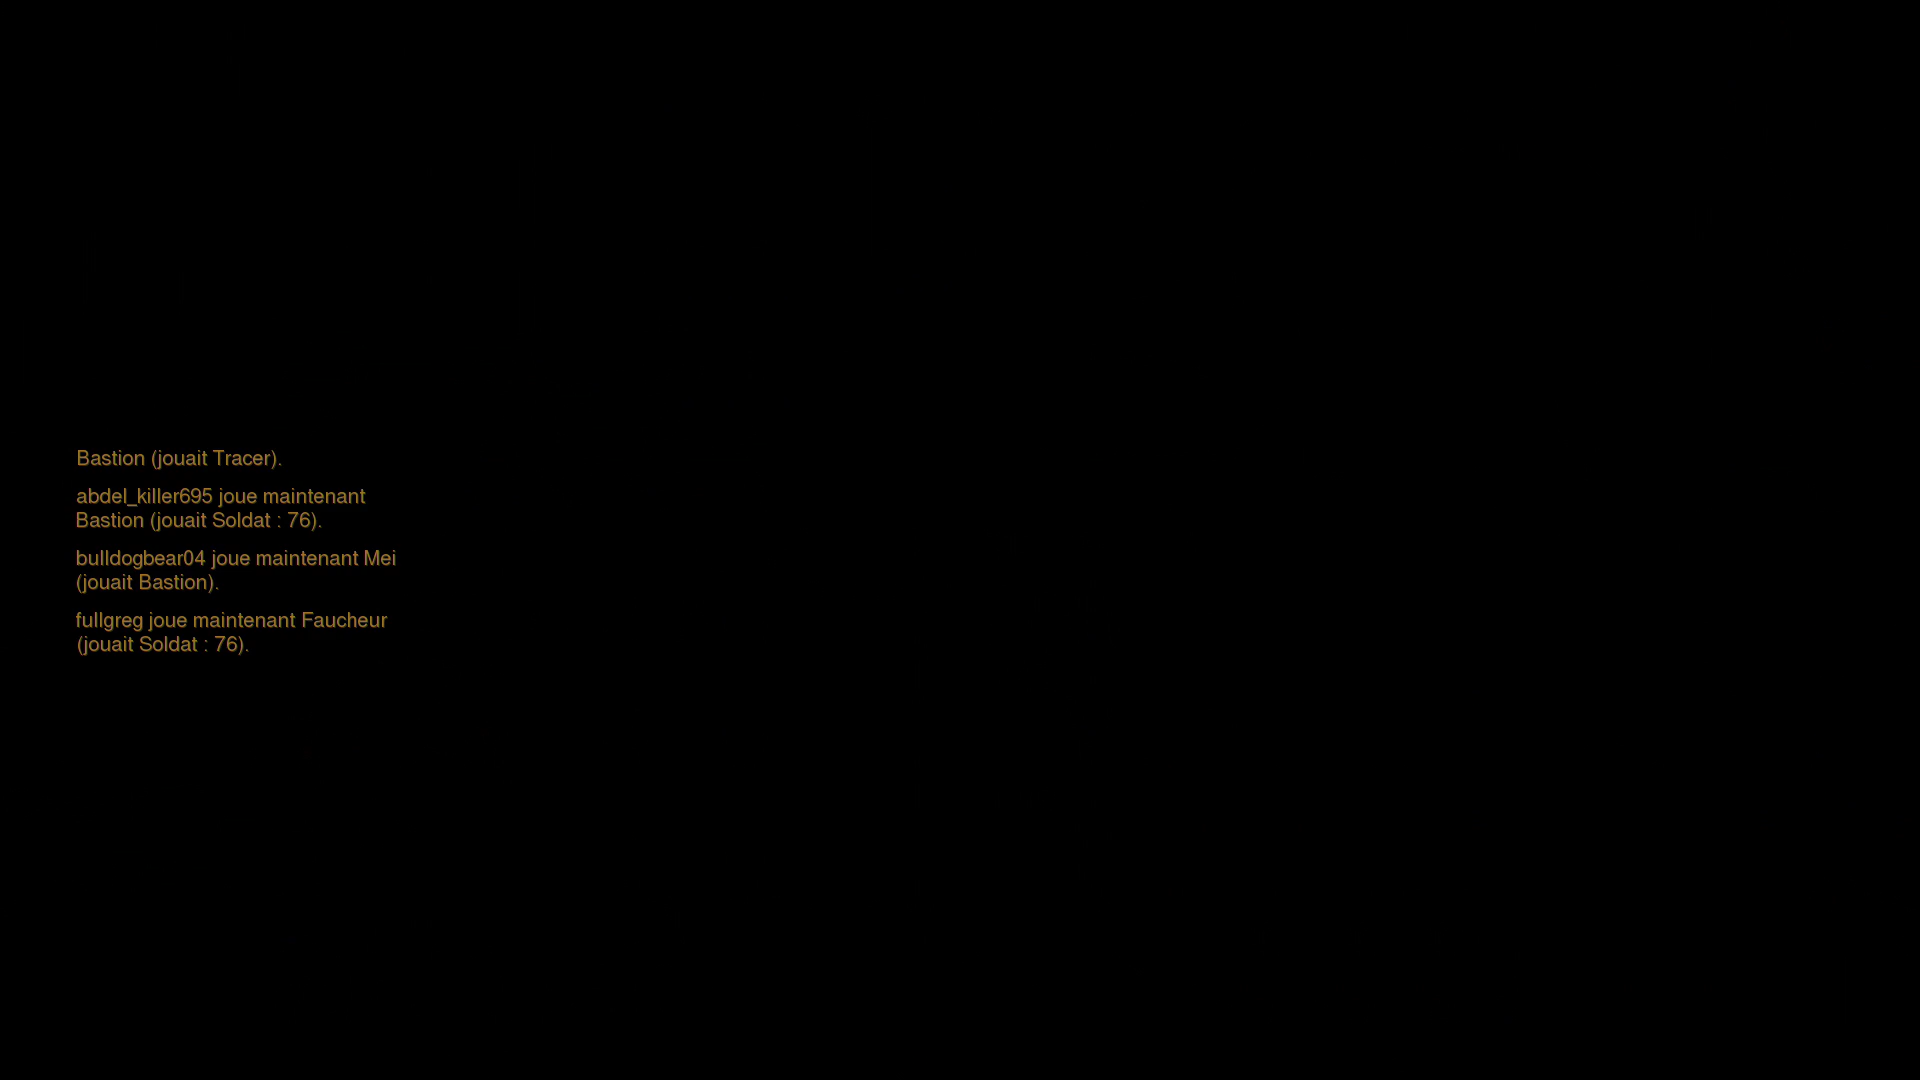 Bastion (jouait Tracer).
abdel_killer695 joue maintenant
Bastion (jouait Soldat : 76).
bulldogbear04 joue maintenant Mei
(jouait Bastion).
fullgreg joue maintenant Faucheur
(jouait Soldat : 76).